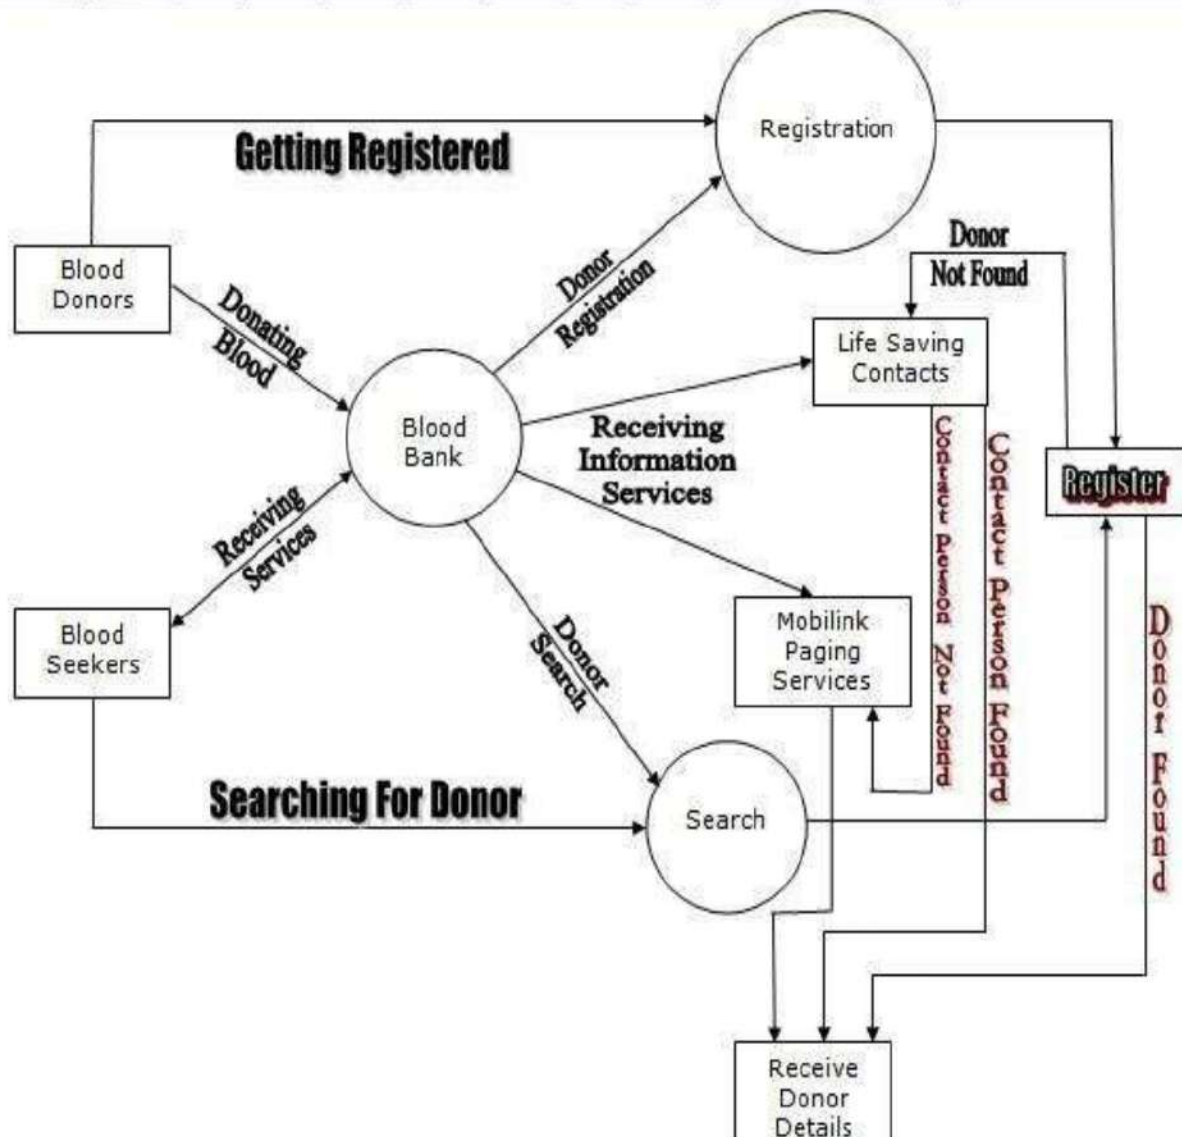 Registration
Getting Registered
Donor
Not Found
Blood
Donors
Donor
Registration
Donating
Blood
Life Saving
Contacts
Blood
Bank
Receiving
Information
Services
Register
Receiving
Services
Contact Person Not Found
Contact Person Found
Blood
Seekers
Donor
Search
Mobilink
Paging
Services
Donor Found
Searching For Donor
Search
Receive
Donor
Details